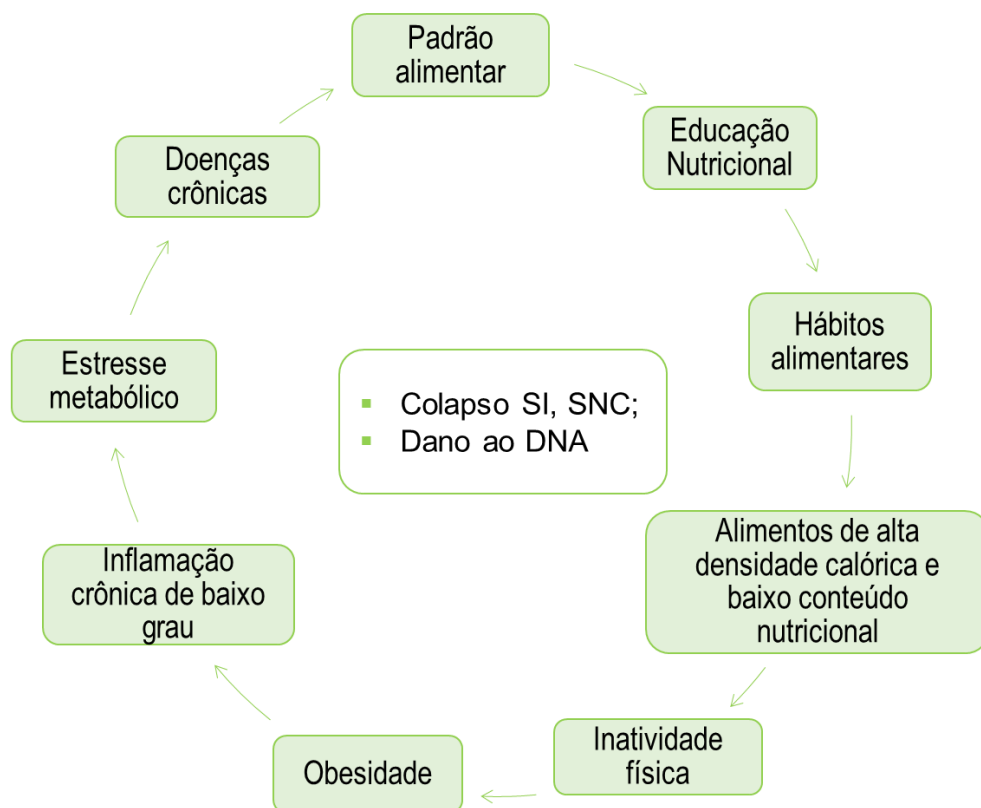 Padrão
alimentar
Educação
Nutricional
Hábitos
alimentares
Alimentos de alta
densidade calórica e
baixo conteúdo
nutricional
Inatividade
física
Obesidade
Inflamação
crônica de baixo
grau
Estresse
metabólico
Doenças
crônicas
▪ Colapso SI, SNC;
▪ Dano ao DNA